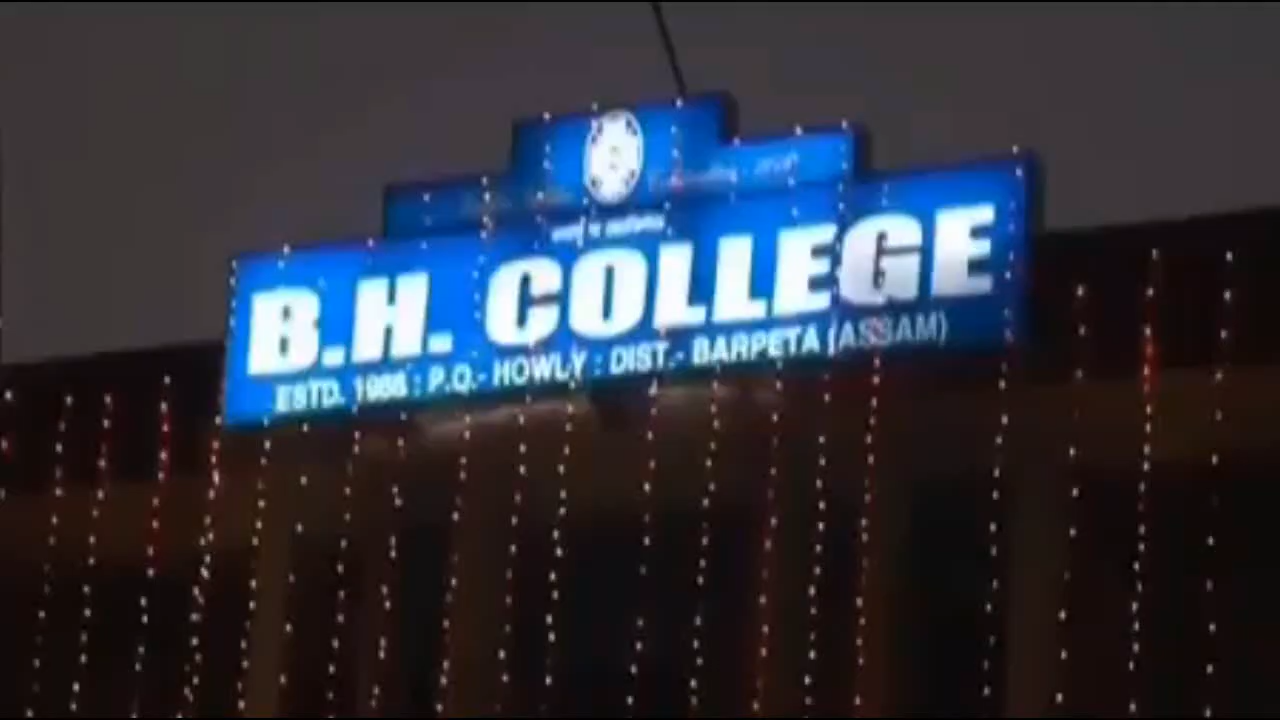 B.H. COLLEGE
ESTD. 1966 : P.O.- HOWLY : DIST.- BARPETA (ASSAM)